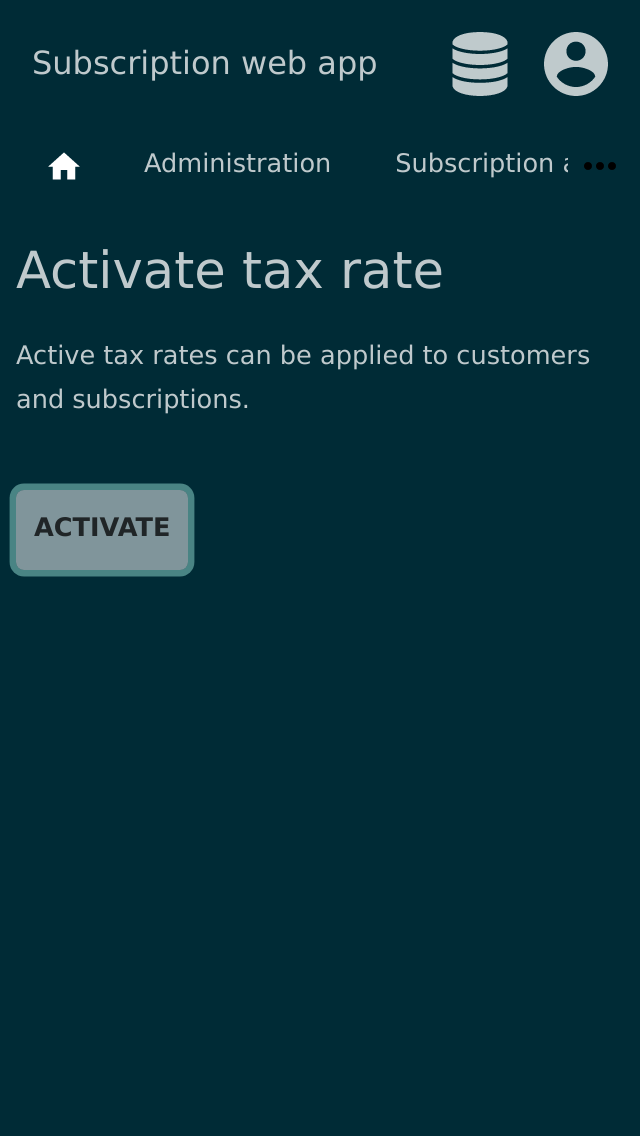 Subscription web app
Administration
Subscription
Activate tax rate
Active tax rates can be applied to customers
and subscriptions.
ACTIVATE